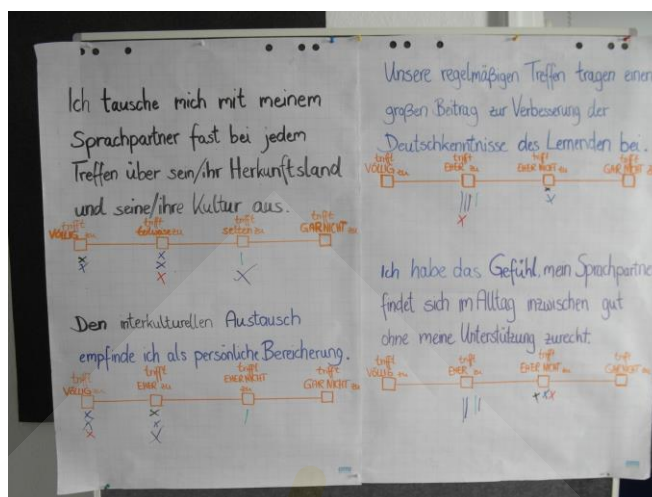 Ich tausche mich mit meinem
Sprachpartner fast bei jedem
Treffen über sein/ihr Herkunftsland
und seine/ihre Kultur aus.
trifft VÖLLIG zu
trifft teilweise zu
trifft selten zu
trifft GAR NICHT zu
Den interkulturellen Austausch
empfinde ich als persönliche Bereicherung.
trifft VÖLLIG zu
trifft EHER zu
trifft EHER NICHT zu
trifft GAR NICHT zu
Unsere regelmäßigen Treffen tragen einen
großen Beitrag zur Verbesserung der
Deutschkenntnisse des Lernenden bei.
trifft VÖLLIG zu
trifft EHER zu
trifft EHER NICHT zu
trifft GAR NICHT z
Ich habe das Gefühl, mein Sprachpartne
findet sich im Alltag inzwischen gut
ohne meine Unterstützung zurecht.
trifft VÖLLIG zu
trifft EHER zu
trifft EHER NICHT zu
trifft GAR NICHT zu